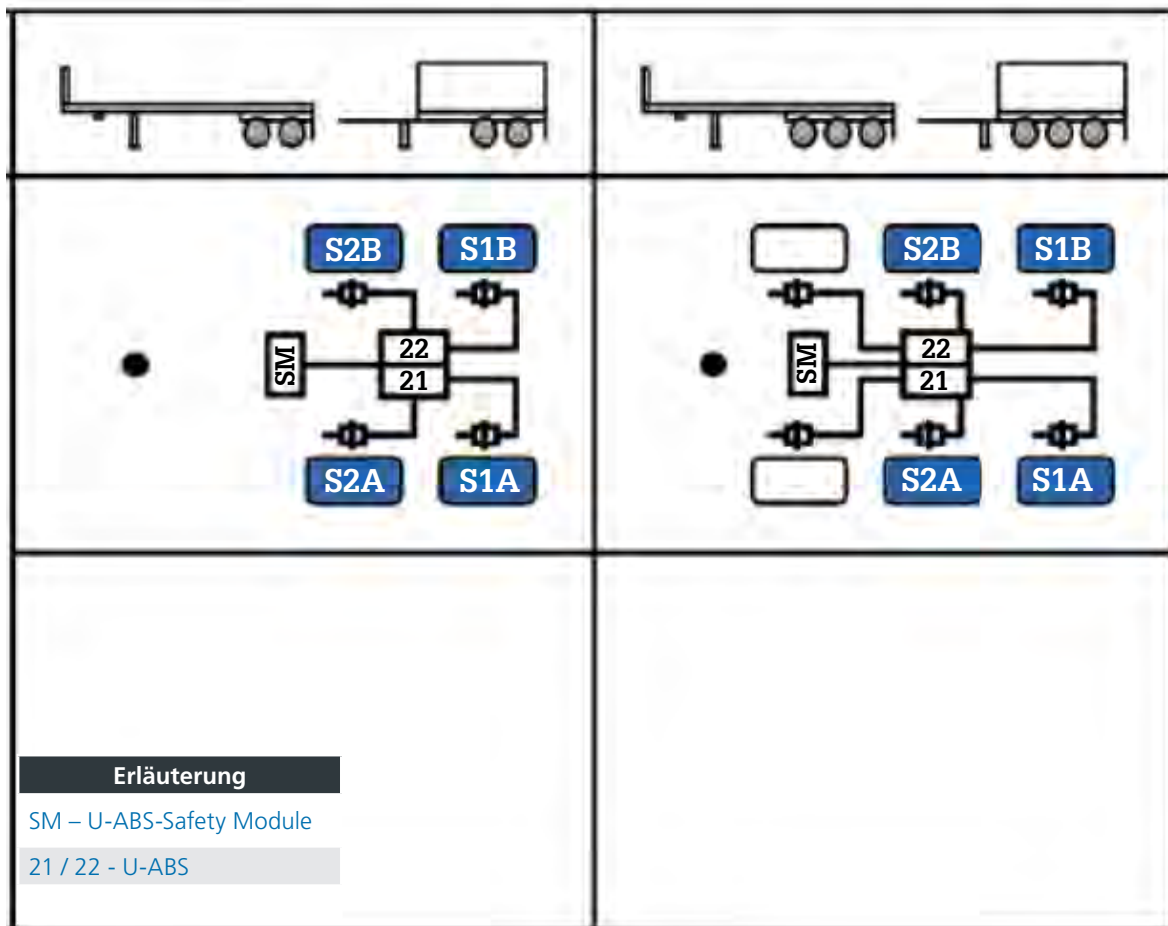 S2B S1B
S2B S1B
SM 22
21
SM 22
21
S2A S1A
S2A S1A
Erläuterung
SM – U-ABS-Safety Module
21 / 22 - U-ABS